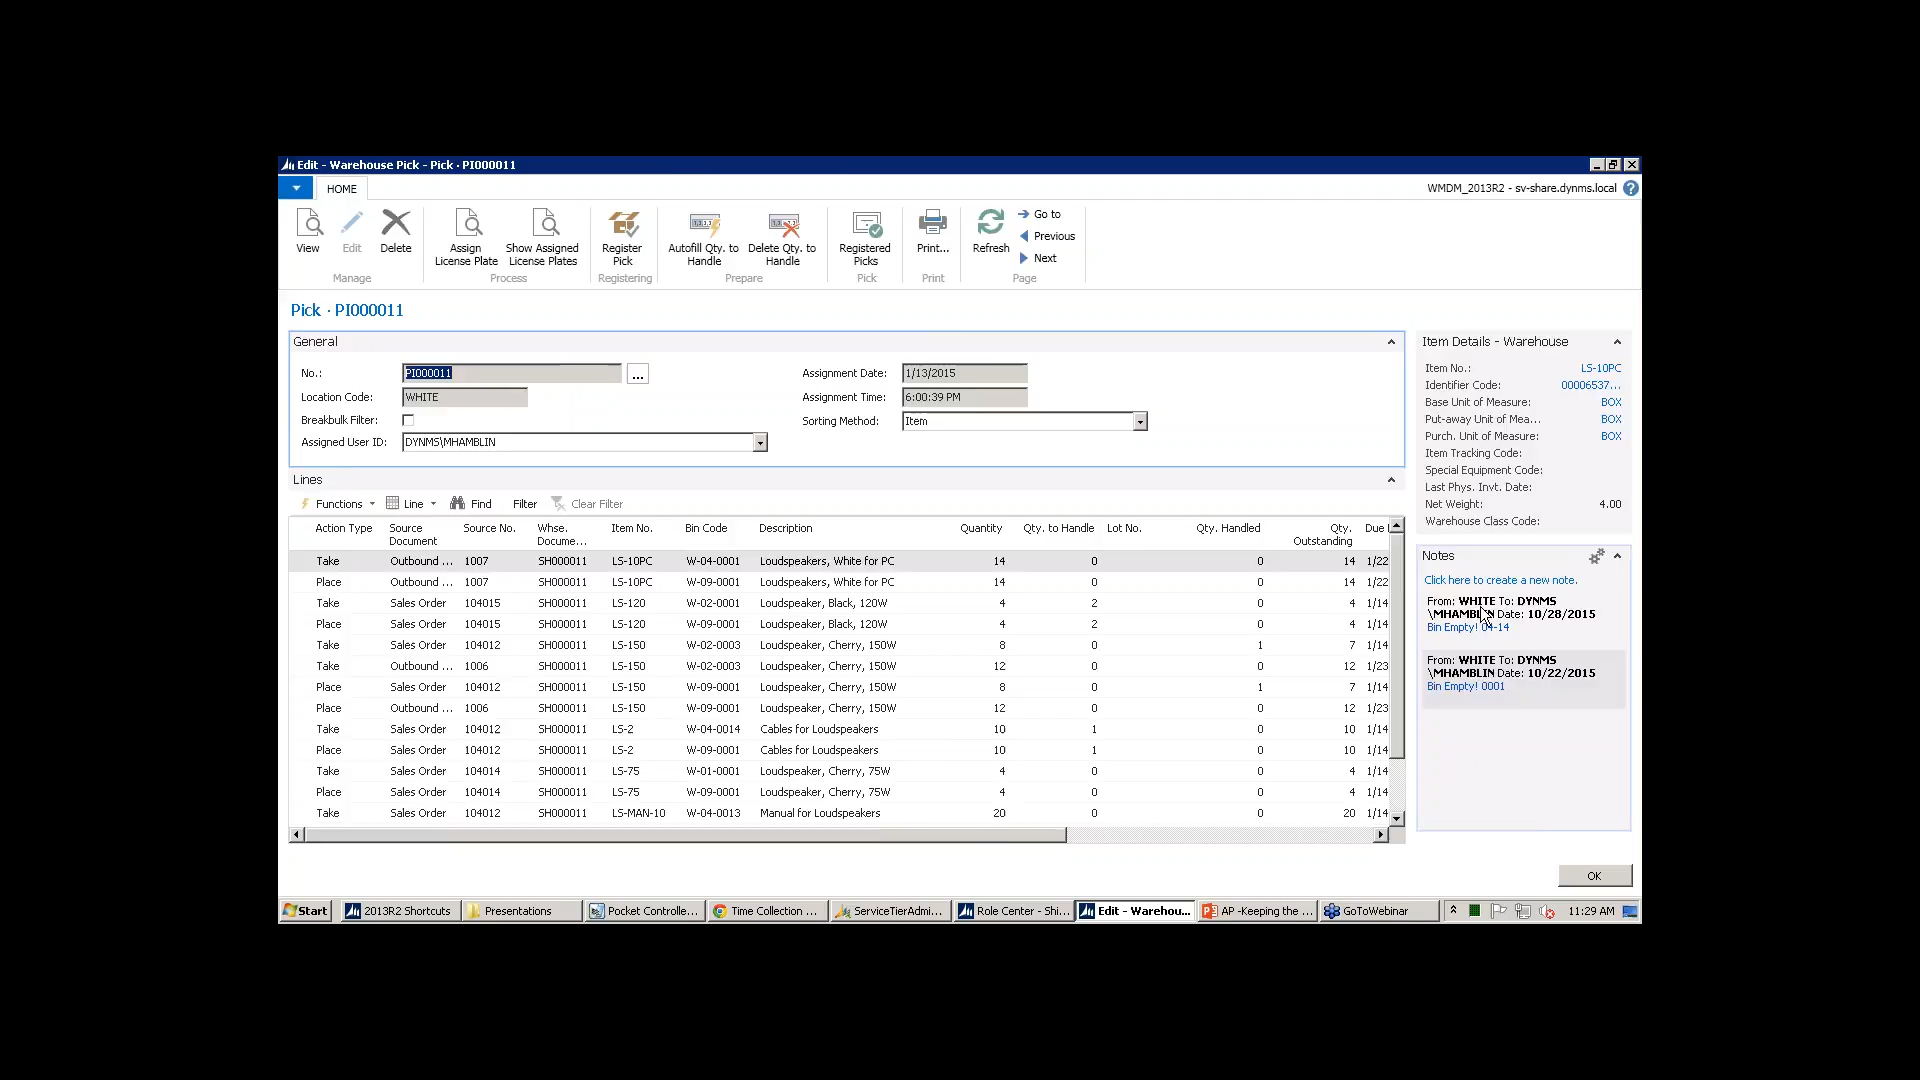 Edit - Warehouse Pick - Pick · PI000011
HOME
WMDM_2013R2 - sv-share.dynms.local
View
Edit
Delete
Assign License Plate
Show Assigned License Plates
Register Pick
Autofill Qty. to Handle
Delete Qty. to Handle
Registered Picks
Print...
Refresh
Go to
Previous
Next
Manage
Process
Registering
Prepare
Pick
Print
Page
Pick · PI000011
General
No.: PI000011 ... Assignment Date: 1/13/2015
Location Code: WHITE Assignment Time: 6:00:39 PM
Breakbulk Filter: Sorting Method: Item
Assigned User ID: DYNMS\MHAMBLIN
Lines
Functions Line Find Filter Clear Filter
Action Type Source Document Source No. Whse. Docume... Item No. Bin Code Description Quantity Qty. to Handle Lot No. Qty. Handled Qty. Outstanding Due
Take Outbound ... 1007 SH000011 LS-10PC W-04-0001 Loudspeakers, White for PC 14 0 0 14 1/22
Place Outbound ... 1007 SH000011 LS-10PC W-09-0001 Loudspeakers, White for PC 14 0 0 14 1/22
Take Sales Order 104015 SH000011 LS-120 W-02-0001 Loudspeaker, Black, 120W 4 2 0 4 1/14
Place Sales Order 104015 SH000011 LS-120 W-09-0001 Loudspeaker, Black, 120W 4 2 0 4 1/14
Take Sales Order 104012 SH000011 LS-150 W-02-0003 Loudspeaker, Cherry, 150W 8 0 1 7 1/14
Take Outbound ... 1006 SH000011 LS-150 W-02-0003 Loudspeaker, Cherry, 150W 12 0 0 12 1/23
Place Sales Order 104012 SH000011 LS-150 W-09-0001 Loudspeaker, Cherry, 150W 8 0 1 7 1/14
Place Outbound ... 1006 SH000011 LS-150 W-09-0001 Loudspeaker, Cherry, 150W 12 0 0 12 1/23
Take Sales Order 104012 SH000011 LS-2 W-04-0014 Cables for Loudspeakers 10 1 0 10 1/14
Place Sales Order 104012 SH000011 LS-2 W-09-0001 Cables for Loudspeakers 10 1 0 10 1/14
Take Sales Order 104014 SH000011 LS-75 W-01-0001 Loudspeaker, Cherry, 75W 4 0 0 4 1/14
Place Sales Order 104014 SH000011 LS-75 W-09-0001 Loudspeaker, Cherry, 75W 4 0 0 4 1/14
Take Sales Order 104012 SH000011 LS-MAN-10 W-04-0013 Manual for Loudspeakers 20 0 0 20 1/14
Item Details - Warehouse
Item No.: LS-10PC
Identifier Code: 00006537...
Base Unit of Measure: BOX
Put-away Unit of Mea... BOX
Purch. Unit of Measure: BOX
Item Tracking Code:
Special Equipment Code:
Last Phys. Invt. Date:
Net Weight: 4.00
Warehouse Class Code:
Notes
Click here to create a new note.
From: WHITE To: DYNMS
\MHAMBLIN Date: 10/28/2015
Bin Empty! 04-14
From: WHITE To: DYNMS
\MHAMBLIN Date: 10/22/2015
Bin Empty! 0001
OK
Start 2013R2 Shortcuts Presentations Pocket Controlle... Time Collection ... ServiceTierAdmi... Role Center - Shi... Edit - Warehou... AP -Keeping the ... GoToWebinar 11:29 AM